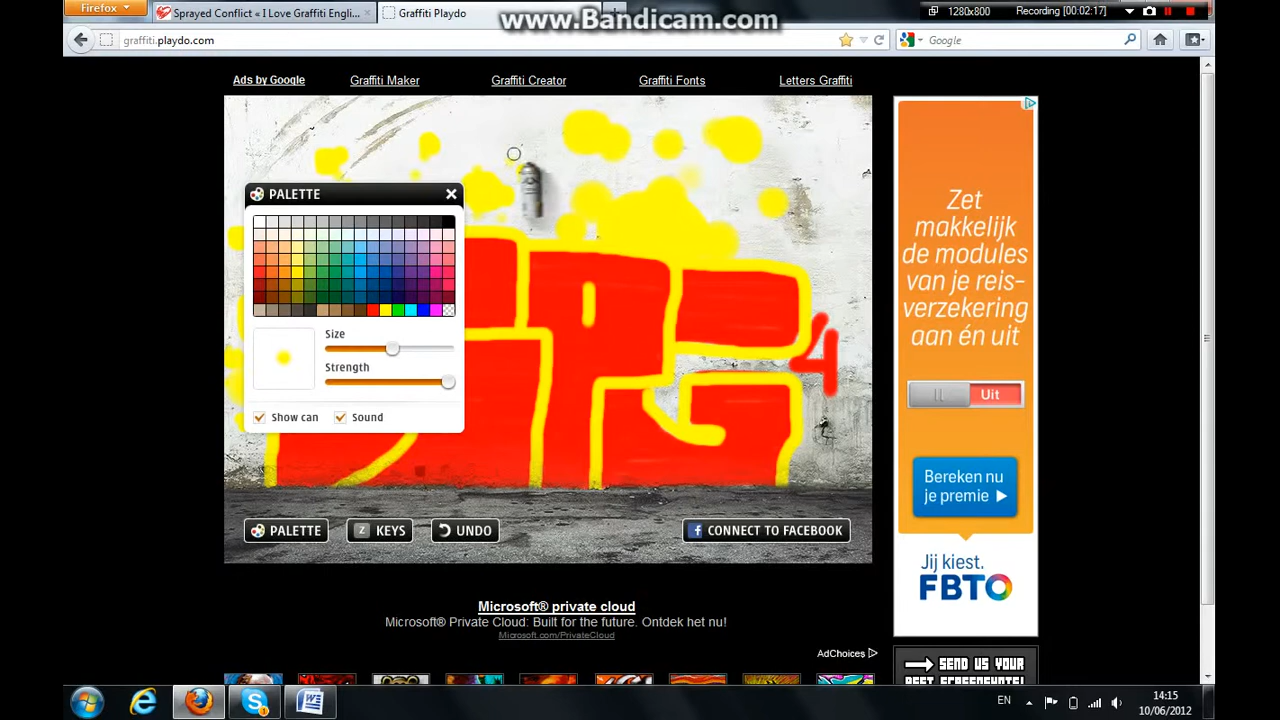 www.Bandicam.com
Firefox
Sprayed Conflict « I Love Graffiti Engli...
Graffiti Playdo
1280x800
Recording [00:02:17]
graffiti.playdo.com
Google
Ads by Google
Graffiti Maker
Graffiti Creator
Graffiti Fonts
Letters Graffiti
PALETTE
Size
Strength
Show can
Sound
Zet
makkelijk
de modules
van je reis-
verzekering
aan én uit
Uit
Bereken nu
je premie
Jij kiest.
FBTO
PALETTE
Z KEYS
UNDO
f CONNECT TO FACEBOOK
Microsoft® private cloud
Microsoft® Private Cloud: Built for the future. Ontdek het nu!
Microsoft.com/PrivateCloud
AdChoices
SEND US YOUR
EN
14:15
10/06/2012